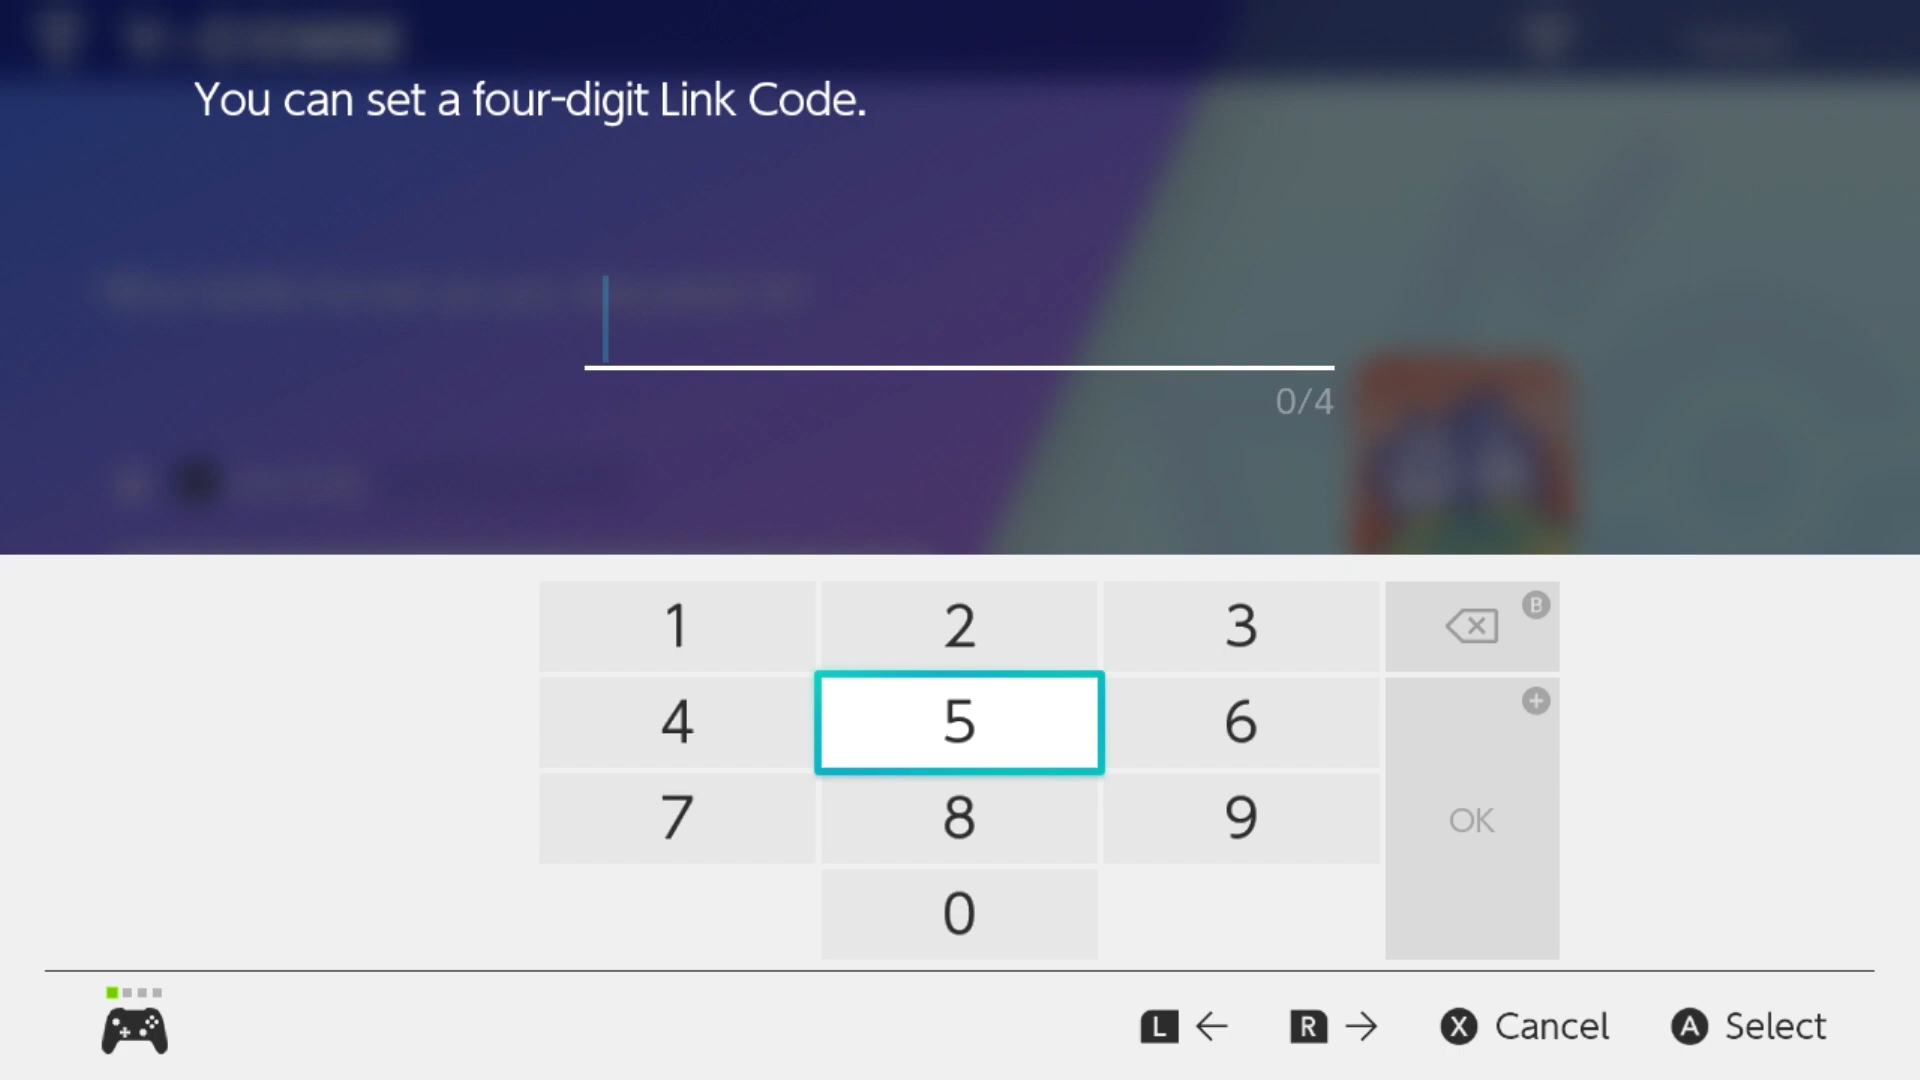 You can set a four-digit Link Code.
0/4
1 2 3 B
4 5 6 +
7 8 9 OK
0
L ← R → X Cancel A Select